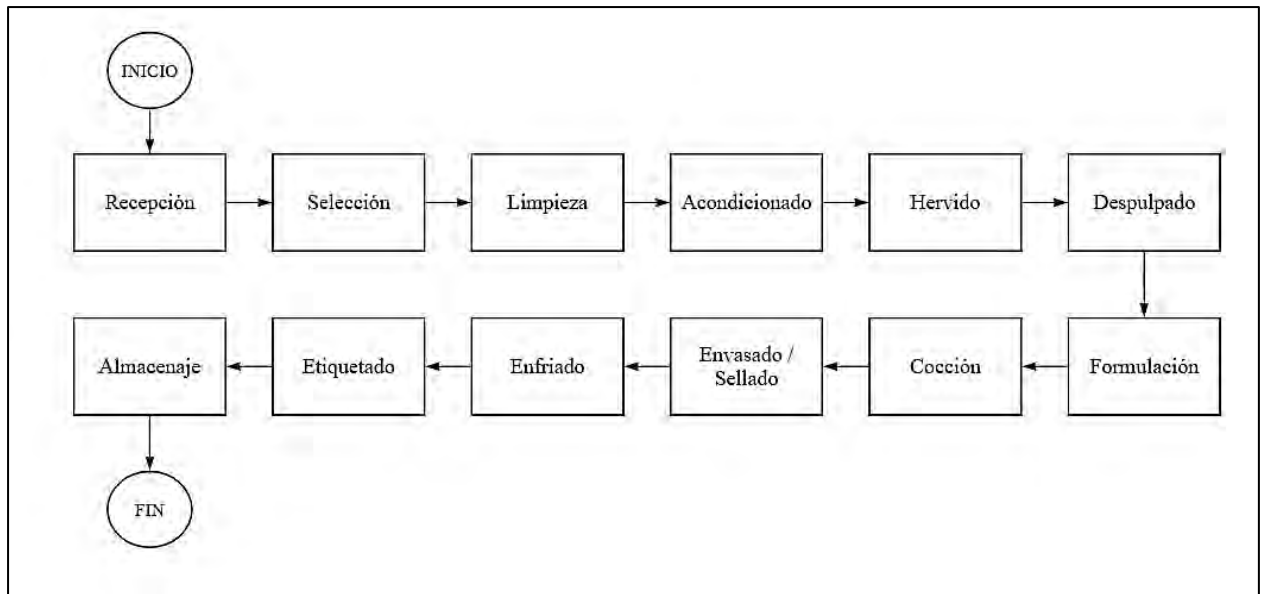 INICIO
Recepción
Selección
Limpieza
Acondicionado
Hervido
Despulpado
Formulación
Cocción
Envasado /
Sellado
Enfriado
Etiquetado
Almacenaje
FIN